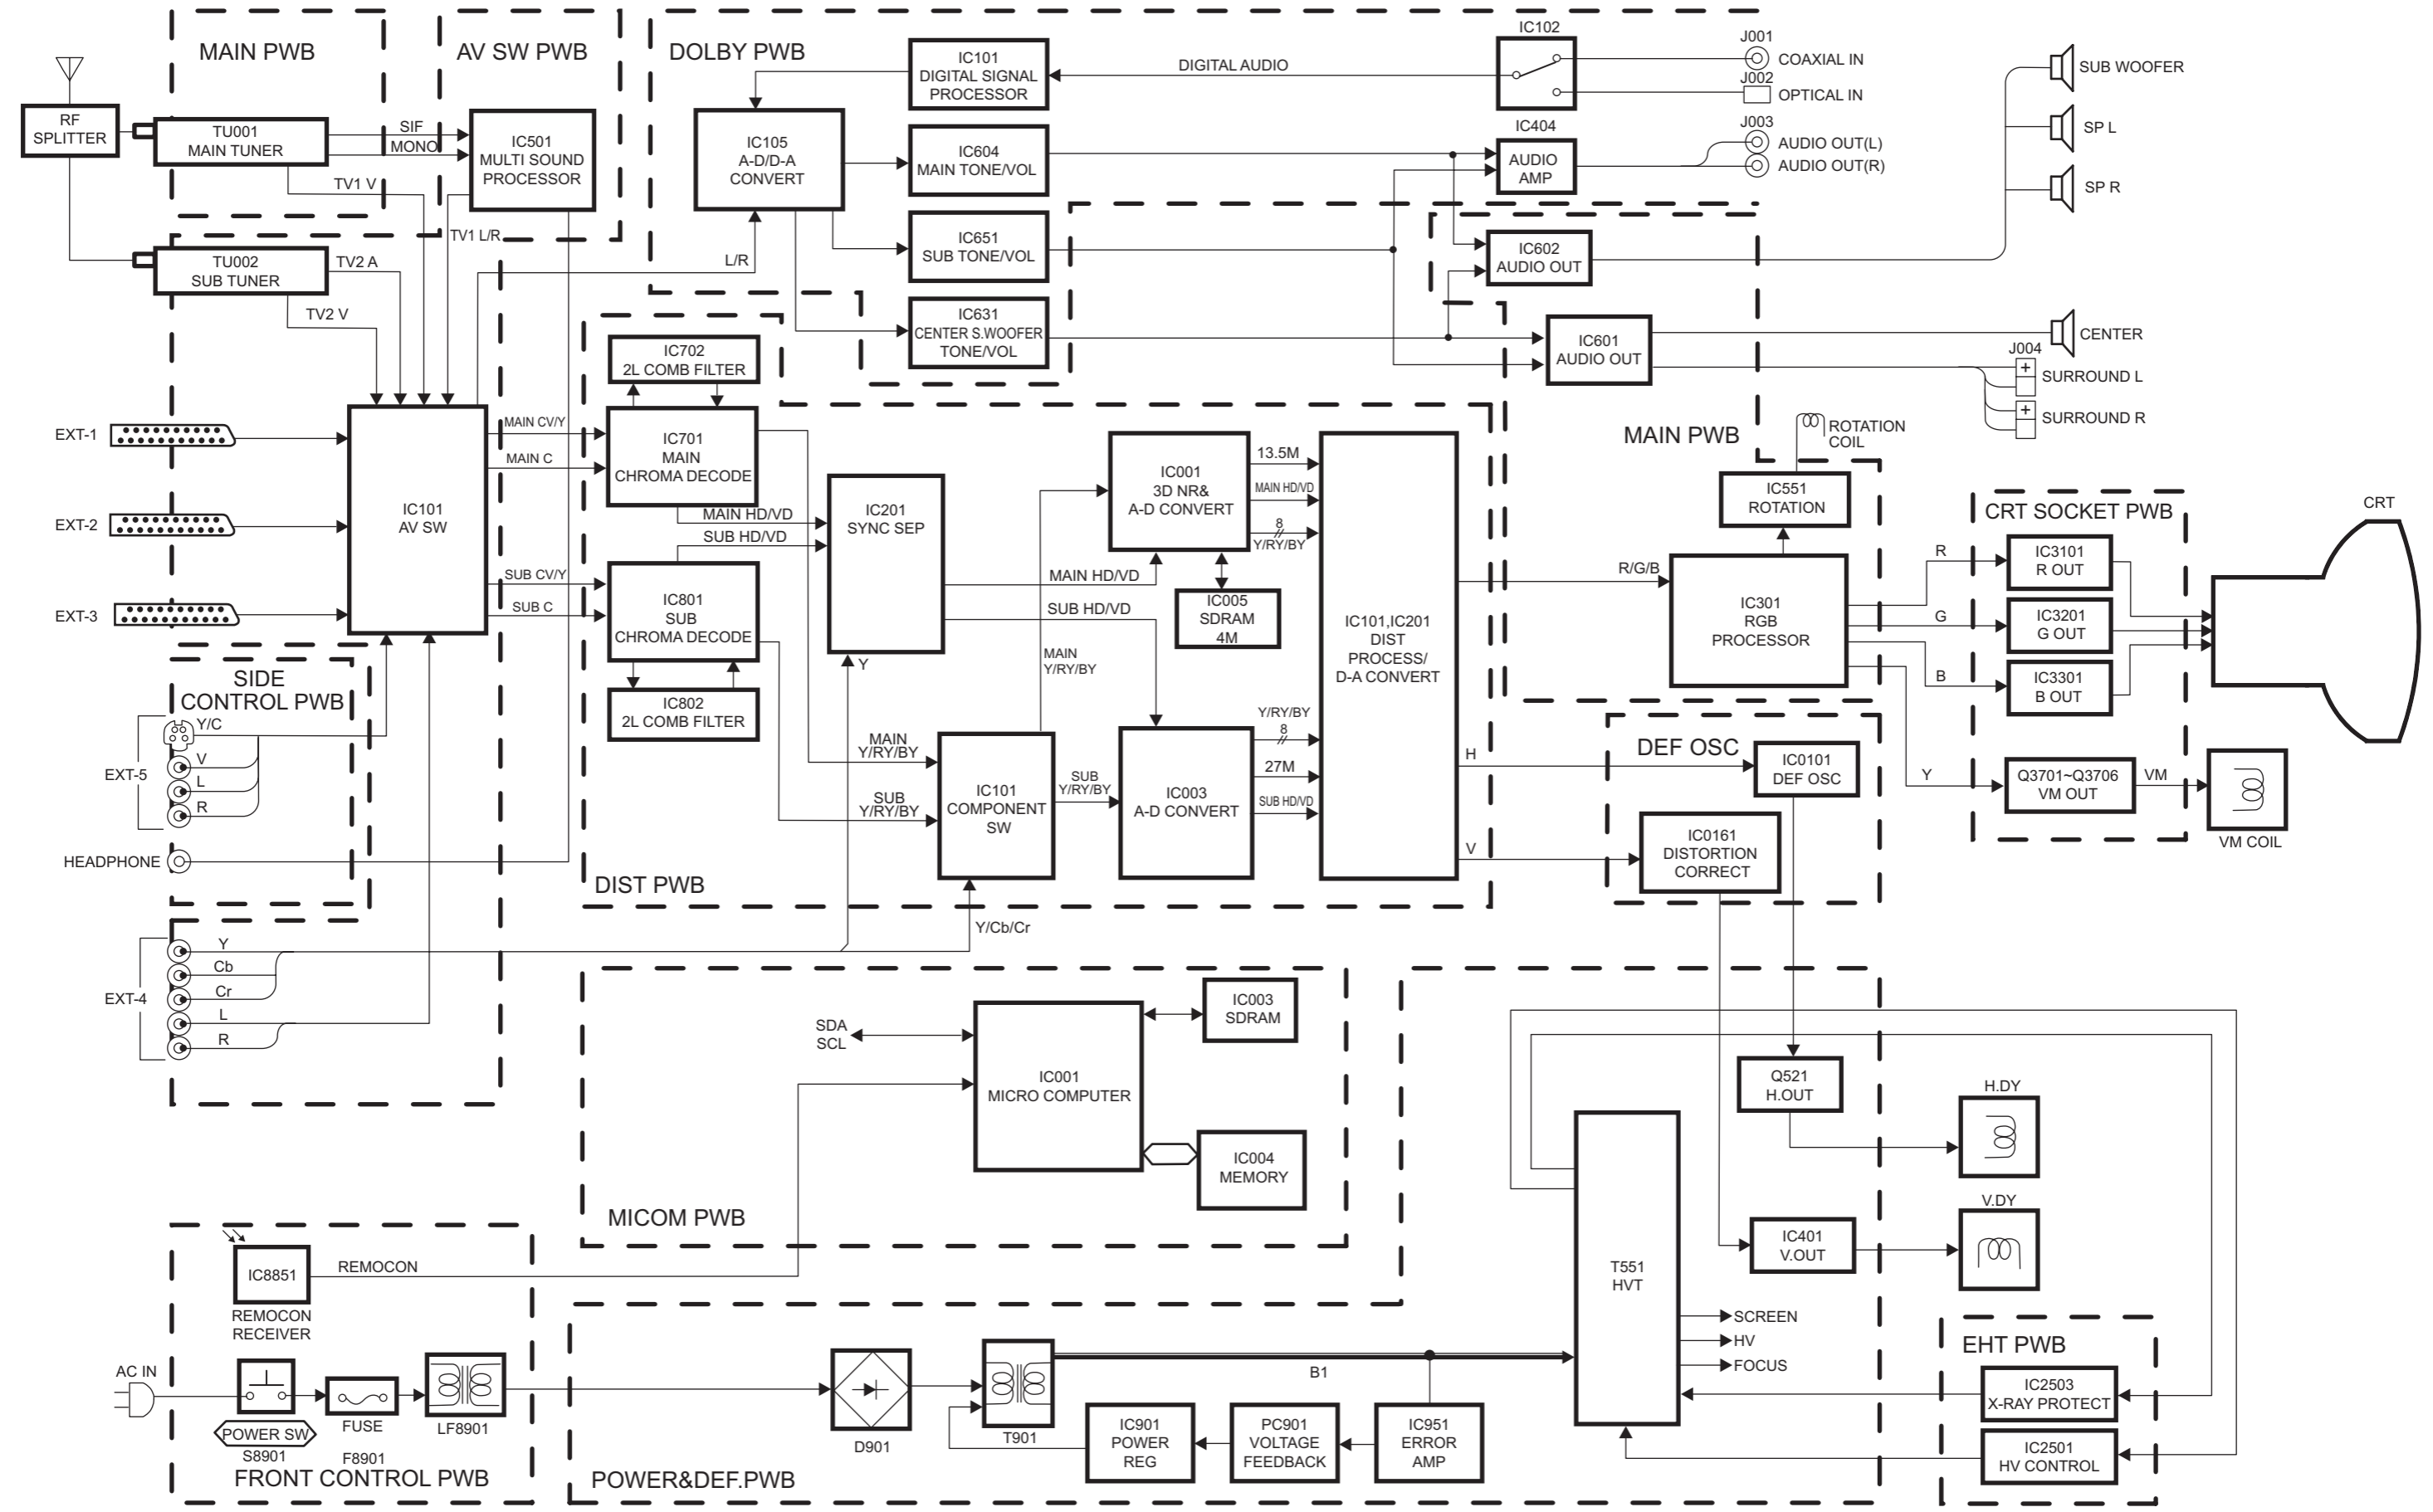 MAIN PWB
AV SW PWB
DOLBY PWB
RF
SPLITTER
TU001
MAIN TUNER
SIF
MONO
TV1 V
IC501
MULTI SOUND
PROCESSOR
TV1 L/R
TU002
SUB TUNER
TV2 A
TV2 V
IC101
DIGITAL SIGNAL
PROCESSOR
DIGITAL AUDIO
IC102
J001
COAXIAL IN
J002
OPTICAL IN
IC105
A-D/D-A
CONVERT
L/R
IC604
MAIN TONE/VOL
IC404
AUDIO
AMP
J003
AUDIO OUT(L)
AUDIO OUT(R)
IC651
SUB TONE/VOL
IC602
AUDIO OUT
IC631
CENTER S.WOOFER
TONE/VOL
IC601
AUDIO OUT
SUB WOOFER
SP L
SP R
CENTER
J004
+
SURROUND L
+
SURROUND R
EXT-1
EXT-2
EXT-3
IC101
AV SW
MAIN CV/Y
MAIN C
SUB CV/Y
SUB C
IC702
2L COMB FILTER
IC701
MAIN
CHROMA DECODE
MAIN HD/VD
SUB HD/VD
IC801
SUB
CHROMA DECODE
IC802
2L COMB FILTER
IC201
SYNC SEP
Y
MAIN HD/VD
SUB HD/VD
MAIN
Y/RY/BY
IC001
3D NR&
A-D CONVERT
13.5M
MAIN HD/VD
8
Y/RY/BY
IC005
SDRAM
4M
MAIN
Y/RY/BY
SUB
Y/RY/BY
IC101
COMPONENT
SW
SUB
Y/RY/BY
IC003
A-D CONVERT
Y/RY/BY
8
27M
SUB HD/VD
IC101,IC201
DIST
PROCESS/
D-A CONVERT
DIST PWB
Y/Cb/Cr
MAIN PWB
ROTATION
COIL
IC551
ROTATION
R/G/B
IC301
RGB
PROCESSOR
R
G
B
Y
CRT SOCKET PWB
IC3101
R OUT
IC3201
G OUT
IC3301
B OUT
Q3701~Q3706
VM OUT
VM
VM COIL
CRT
H
V
DEF OSC
IC0101
DEF OSC
IC0161
DISTORTION
CORRECT
SIDE
CONTROL PWB
EXT-5
Y/C
V
L
R
HEADPHONE
EXT-4
Y
Cb
Cr
L
R
SDA
SCL
IC001
MICRO COMPUTER
IC003
SDRAM
IC004
MEMORY
MICOM PWB
Q521
H.OUT
H.DY
IC401
V.OUT
V.DY
T551
HVT
SCREEN
HV
FOCUS
EHT PWB
IC2503
X-RAY PROTECT
IC2501
HV CONTROL
IC8851
REMOCON
REMOCON
RECEIVER
AC IN
POWER SW
S8901
FUSE
F8901
LF8901
FRONT CONTROL PWB
D901
T901
B1
IC901
POWER
REG
PC901
VOLTAGE
FEEDBACK
IC951
ERROR
AMP
POWER&DEF.PWB